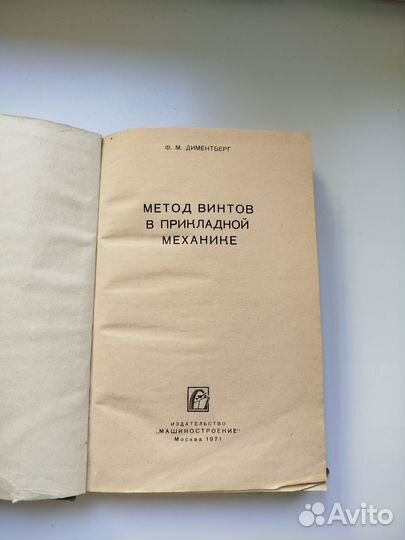 Ф. М. ДИМЕНТБЕРГ
МЕТОД ВИНТОВ
В ПРИКЛАДНОЙ
МЕХАНИКЕ
ИЗДАТЕЛЬСТВО
"МАШИНОСТРОЕНИЕ"
Москва 1971
Avito